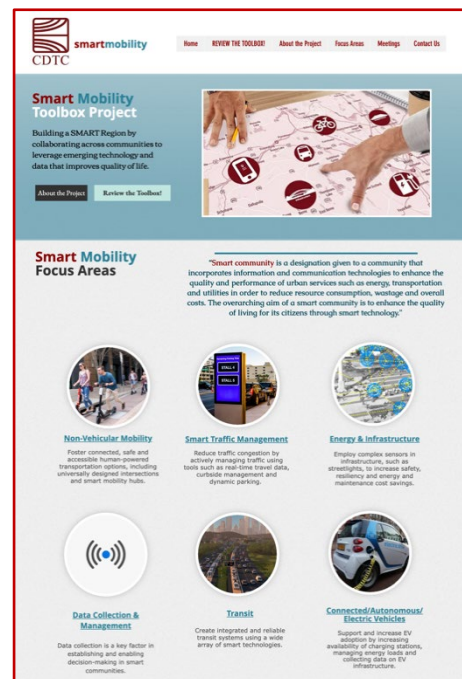 CDTC
smartmobility
Home REVIEW THE TOOLBOX! About the Project Focus Areas Meetings Contact Us
Smart Mobility
Toolbox Project
Building a SMART Region by
collaborating across communities to
leverage emerging technology and
data that improves quality of life.
About the Project Review the Toolbox!
Smart Mobility
Focus Areas
"Smart community is a designation given to a community that
incorporates information and communication technologies to enhance the
quality and performance of urban services such as energy, transportation
and utilities in order to reduce resource consumption, wastage and overall
costs. The overarching aim of a smart community is to enhance the quality
of living for its citizens through smart technology."
STALL 4
STALL 5
Non-Vehicular Mobility
Foster connected, safe and
accessible human-powered
transportation options, including
universally designed intersections
and smart mobility hubs.
Smart Traffic Management
Reduce traffic congestion by
actively managing traffic using
tools such as real-time travel data,
curbside management and
dynamic parking.
Energy & Infrastructure
Employ complex sensors in
infrastructure, such as
streetlights, to increase safety,
resiliency and energy and
maintenance cost savings.
Data Collection &
Management
Data collection is a key factor in
establishing and enabling
decision-making in smart
communities.
Transit
Create integrated and reliable
transit systems using a wide
array of smart technologies.
Connected/Autonomous/
Electric Vehicles
Support and increase EV
adoption by increasing
availability of charging stations,
managing energy loads and
collecting data on EV
infrastructure.